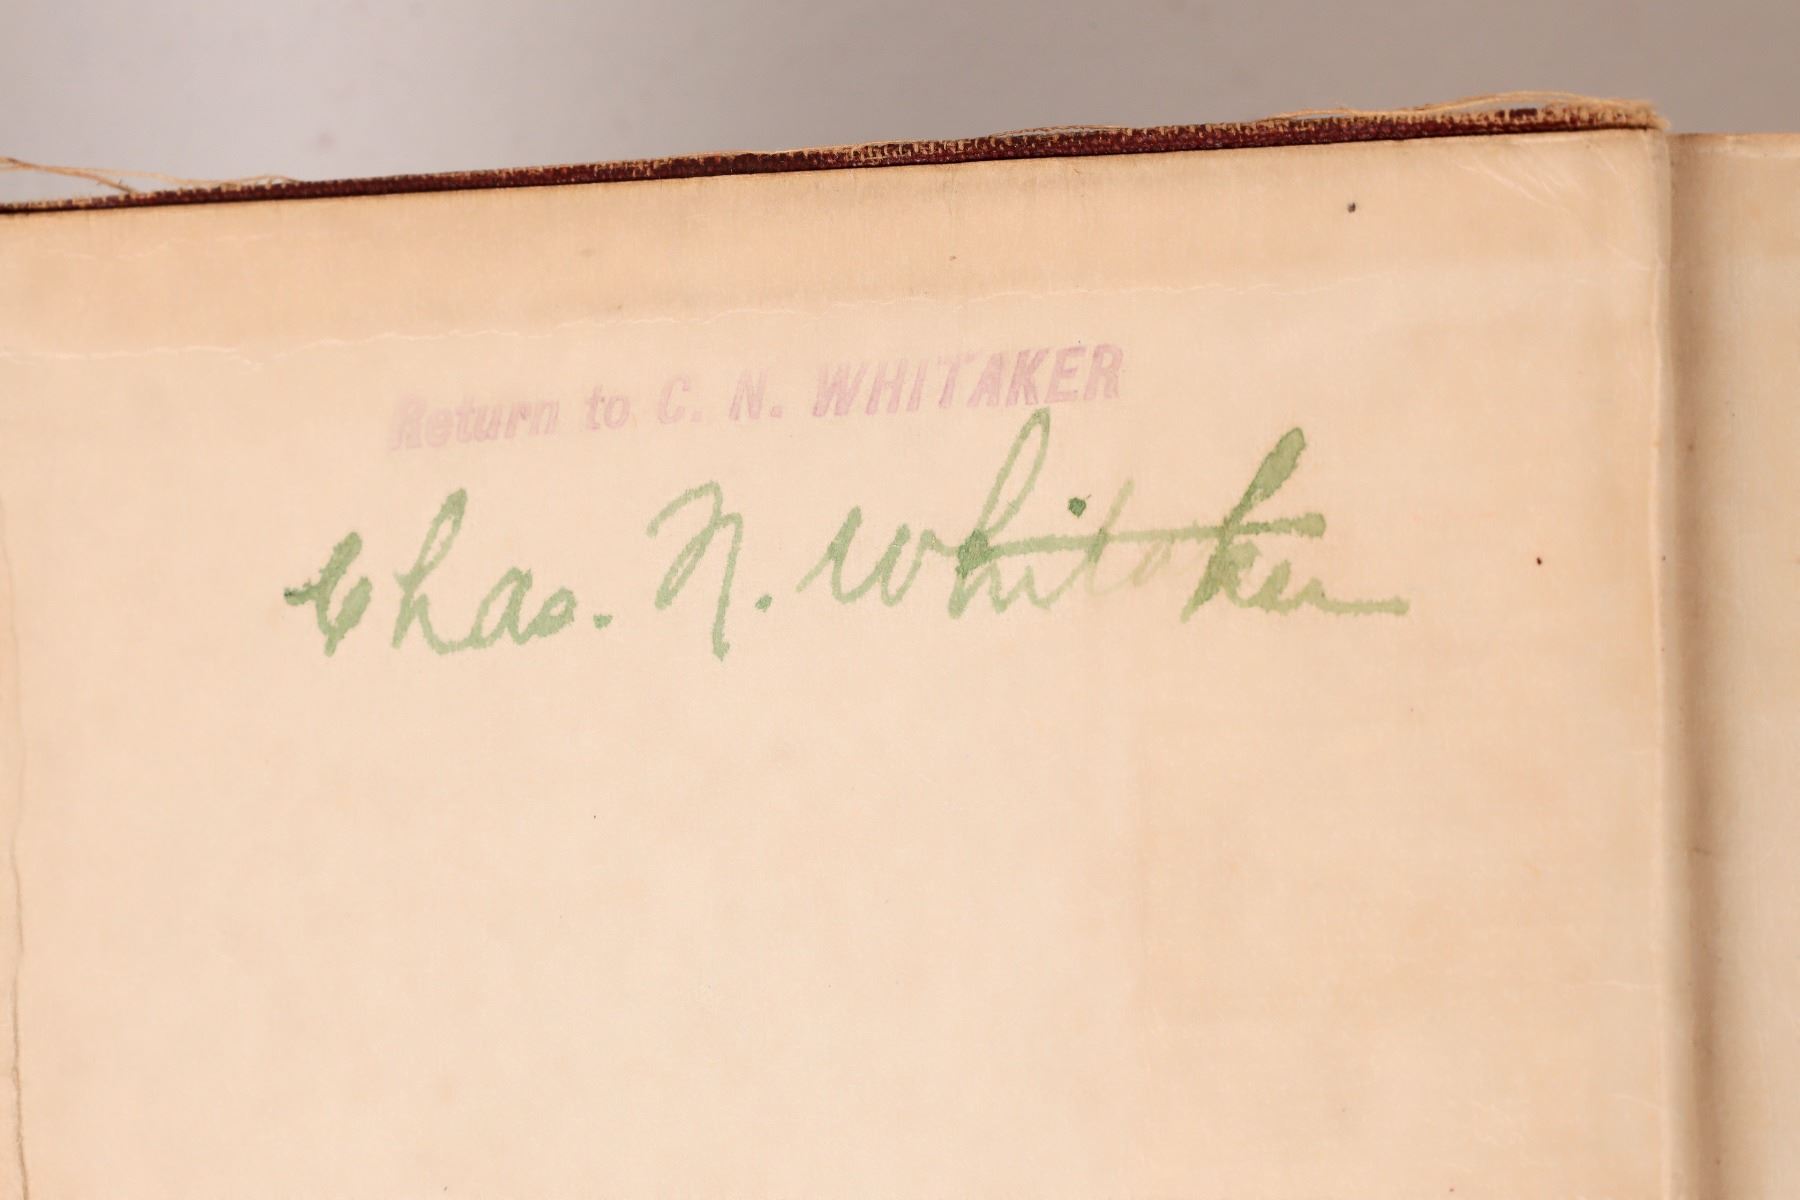 Return to C. N. WHITAKER
Chas. N. Whitaker